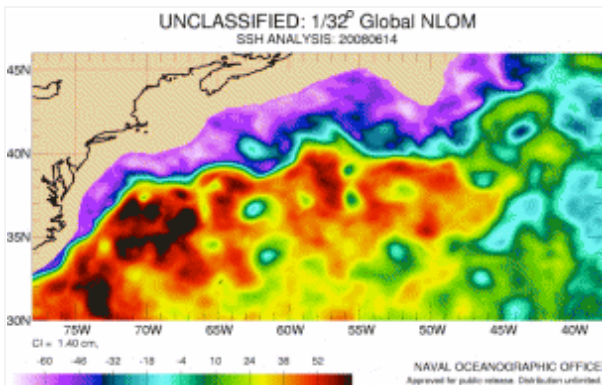 UNCLASSIFIED: 1/32° Global NLOM
SSH ANALYSIS: 20080614
45N
40N
35N
30N
75W 70W 65W 60W 55W 50W 45W 40W
CI = 1.40 cm,
-60 -46 -32 -18 -4 10 24 38 52
NAVAL OCEANOGRAPHIC OFFICE
Approved for public release. Distribution unlimited.